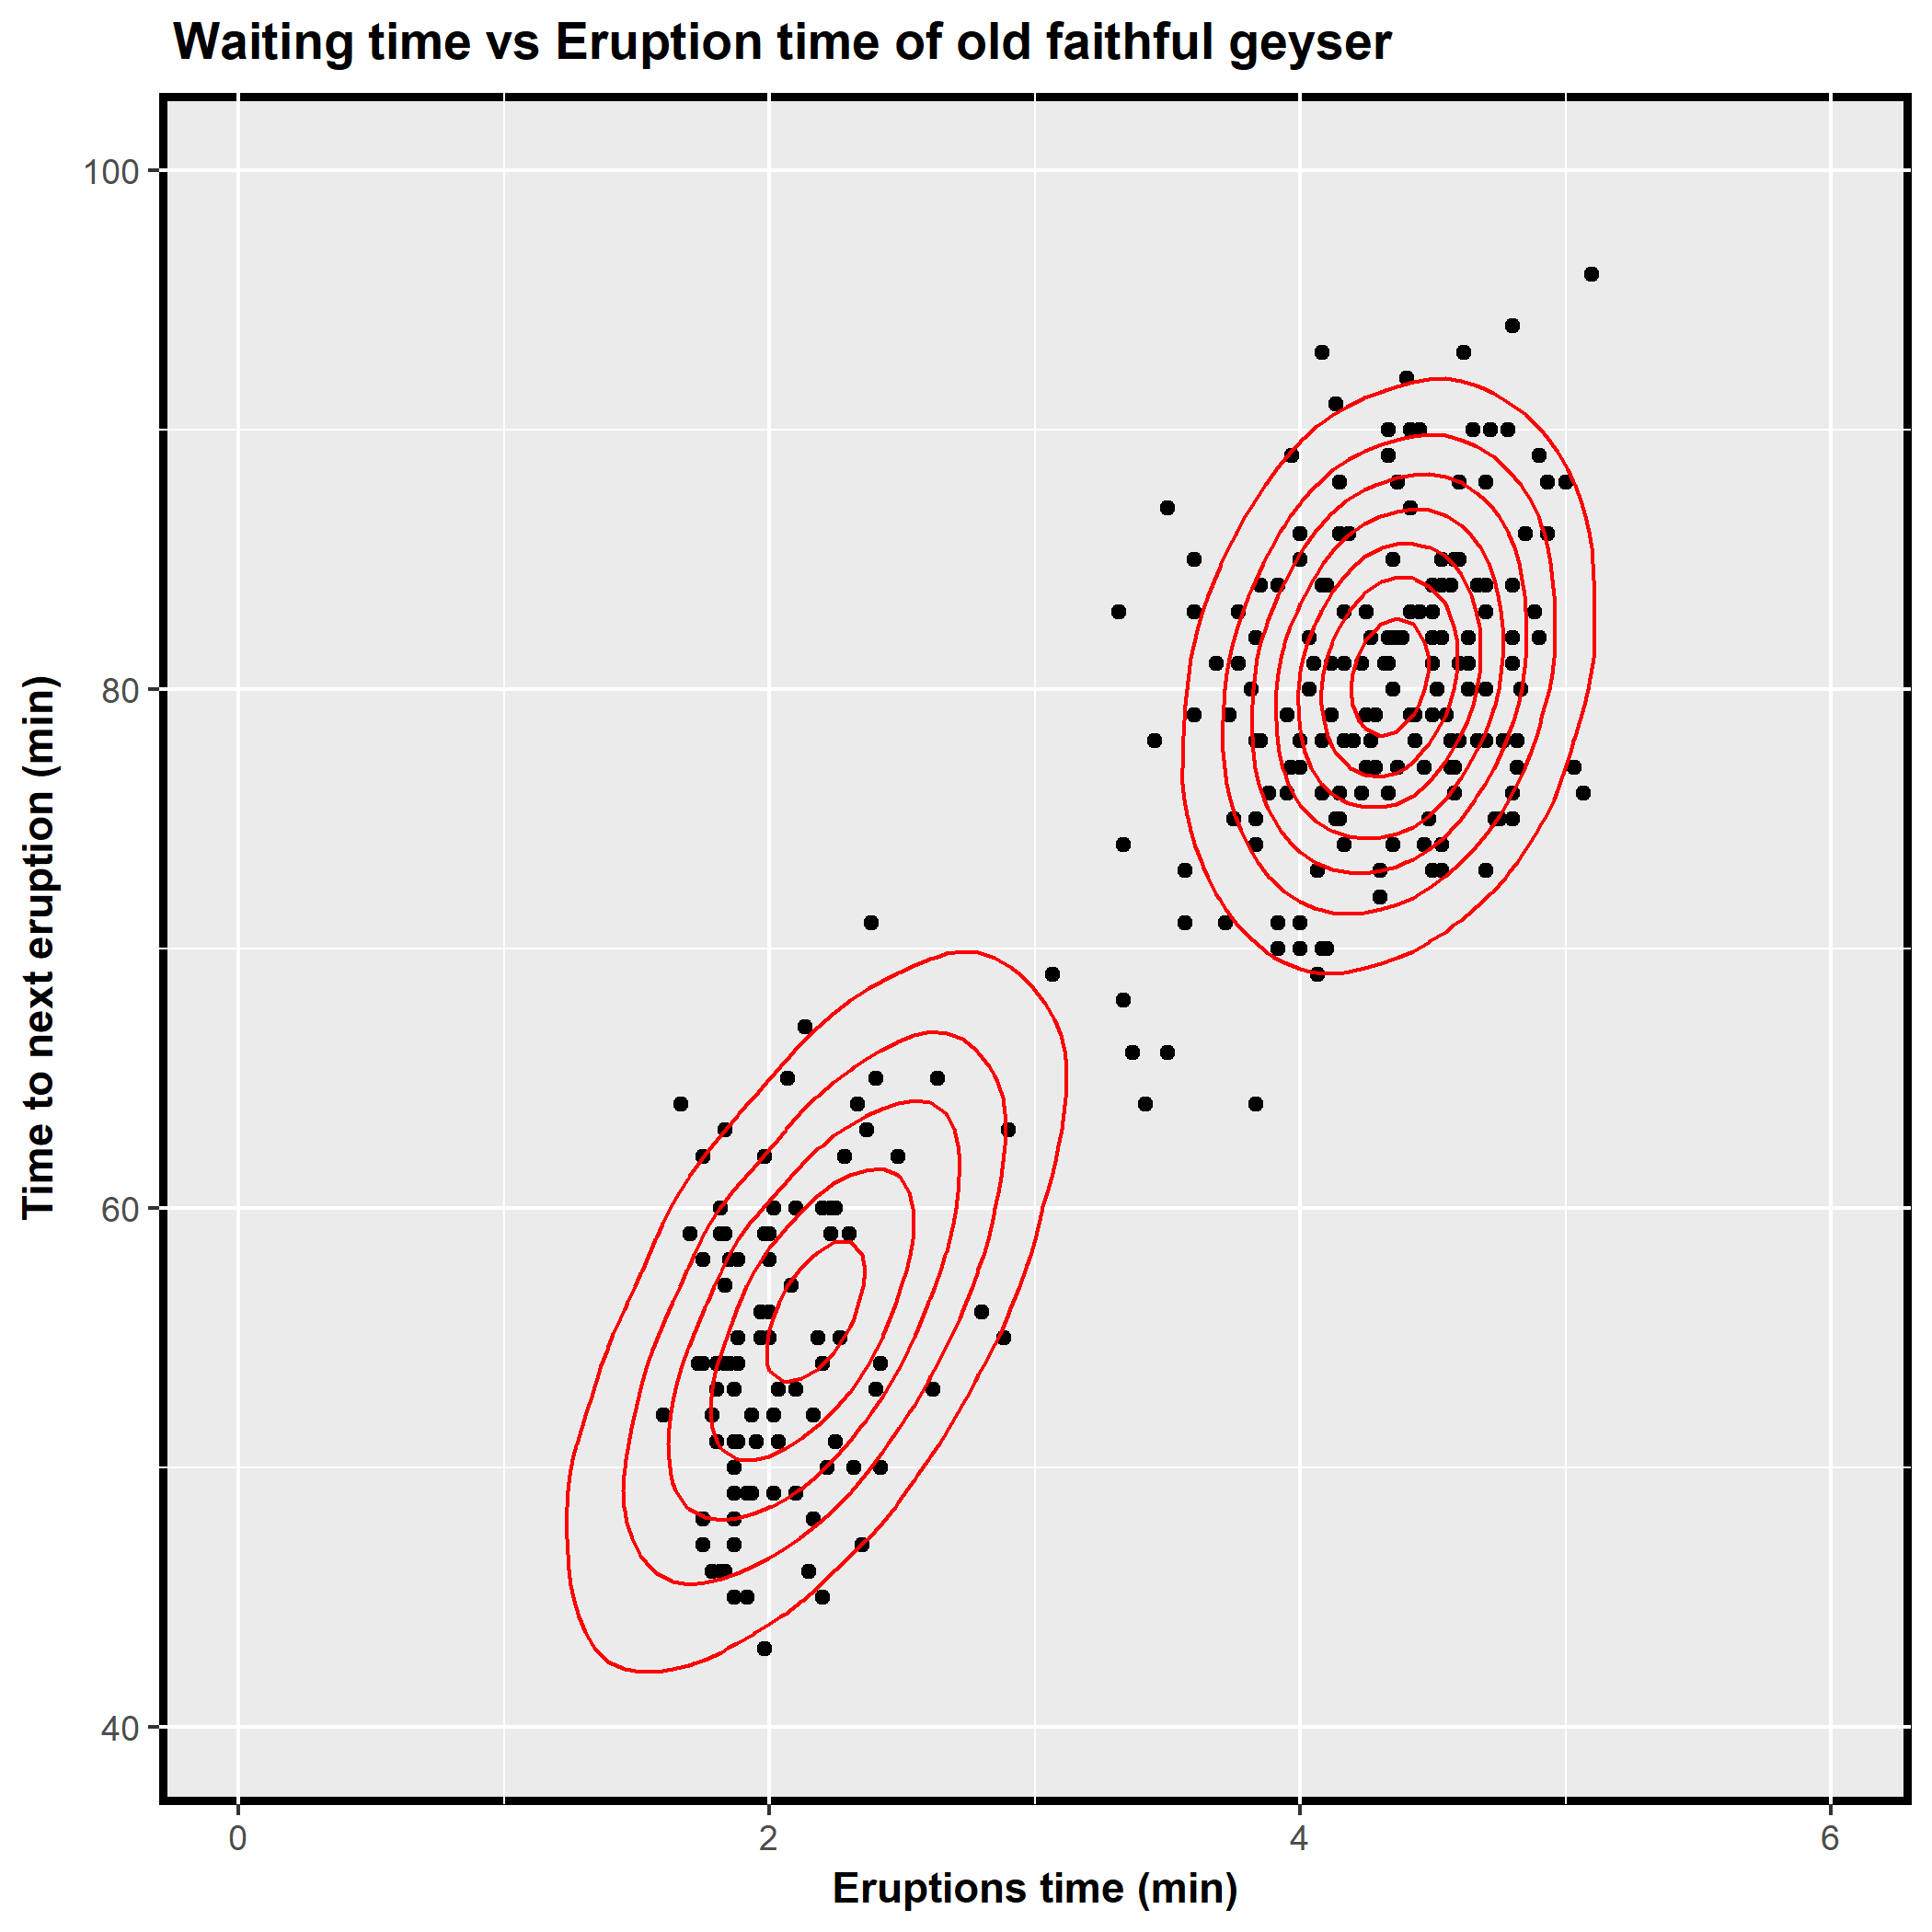 Waiting time vs Eruption time of old faithful geyser
100
80
60
40
Time to next eruption (min)
0 2 4 6
Eruptions time (min)